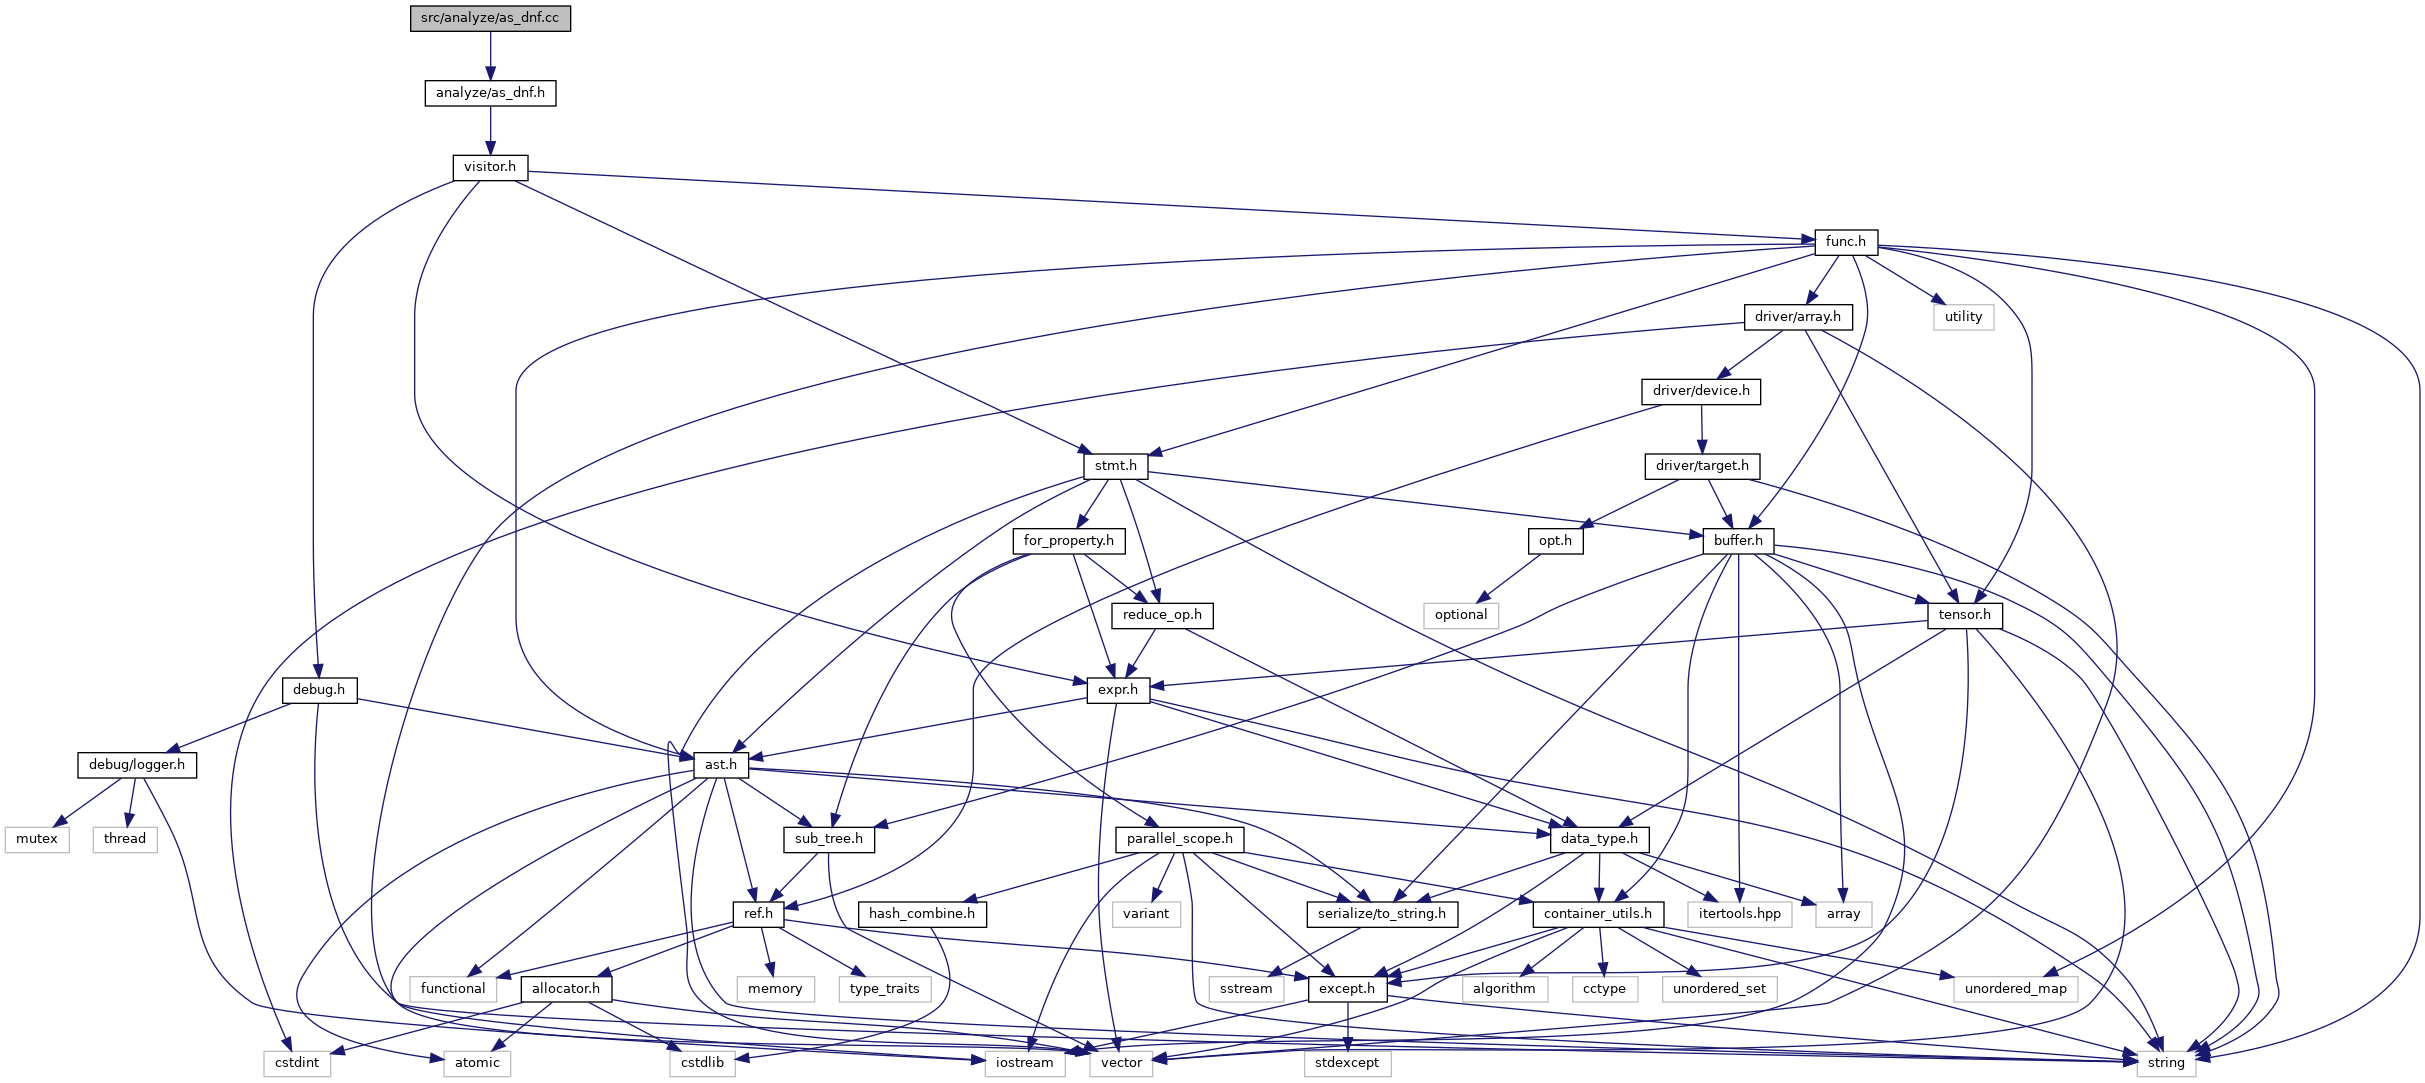 src/analyze/as_dnf.cc
analyze/as_dnf.h
visitor.h
func.h
driver/array.h
utility
driver/device.h
stmt.h
driver/target.h
for_property.h
opt.h
buffer.h
reduce_op.h
optional
tensor.h
debug.h
expr.h
debug/logger.h
ast.h
mutex
thread
sub_tree.h
parallel_scope.h
data_type.h
ref.h
hash_combine.h
variant
serialize/to_string.h
container_utils.h
itertools.hpp
array
functional
allocator.h
memory
type_traits
sstream
except.h
algorithm
cctype
unordered_set
unordered_map
cstdint
atomic
cstdlib
iostream
vector
stdexcept
string